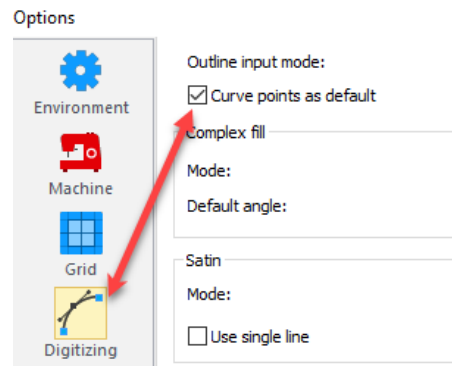 Options
Environment
Machine
Grid
Digitizing
Outline input mode:
Curve points as default
Complex fill
Mode:
Default angle:
Satin
Mode:
Use single line